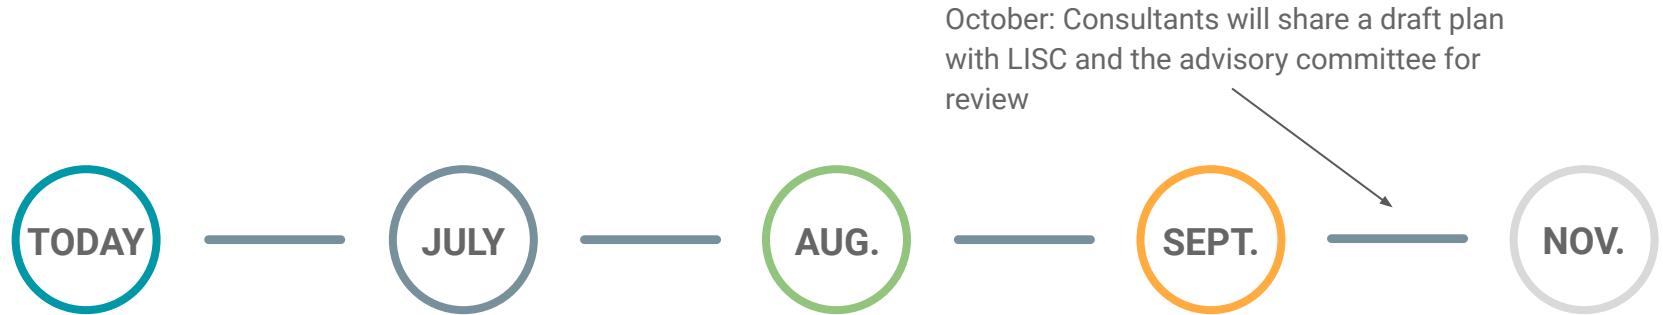 October: Consultants will share a draft plan
with LISC and the advisory committee for
review
TODAY
JULY
AUG.
SEPT.
NOV.